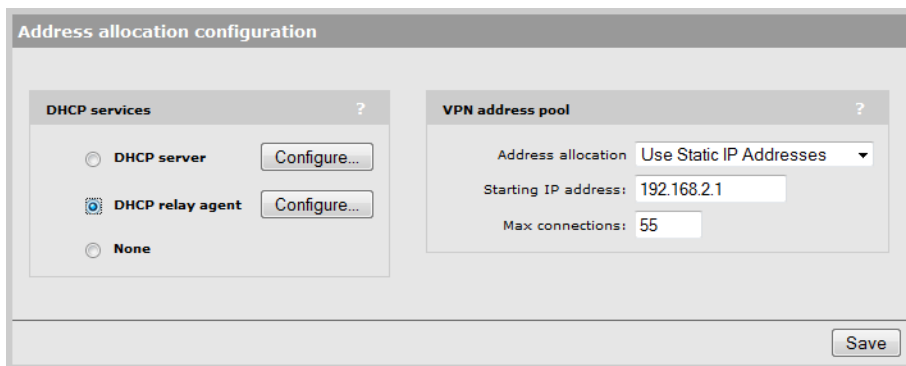 Address allocation configuration
DHCP services ?
DHCP server Configure...
DHCP relay agent Configure...
None
VPN address pool ?
Address allocation Use Static IP Addresses
Starting IP address: 192.168.2.1
Max connections: 55
Save